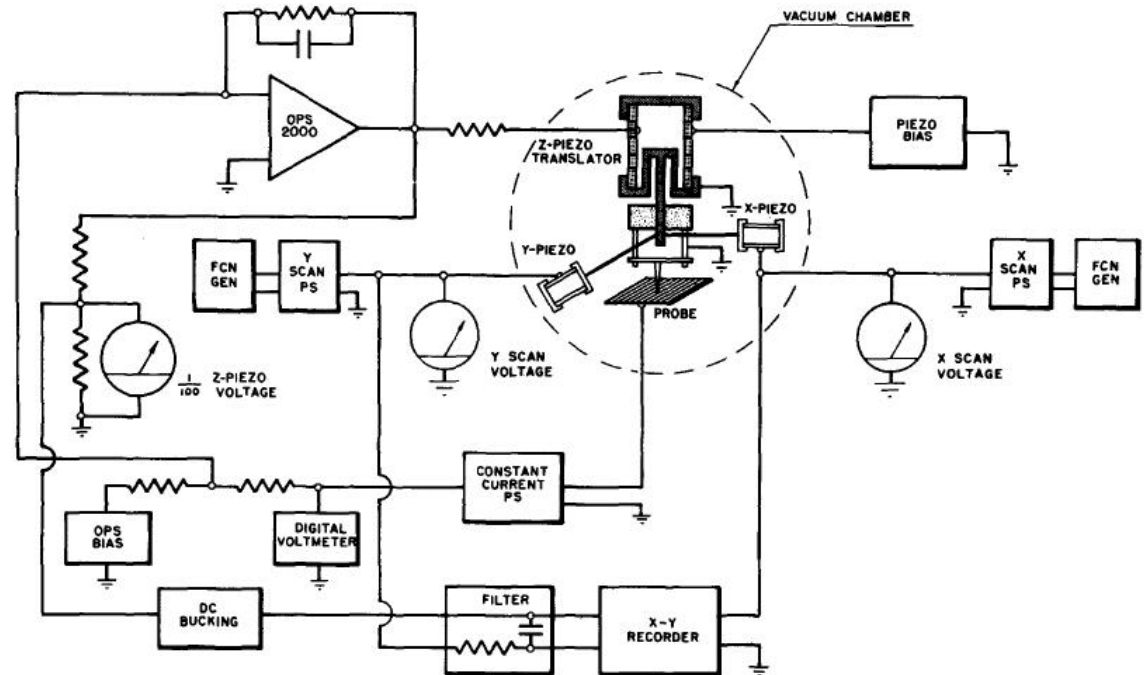 VACUUM CHAMBER
OPS
2000
Z-PIEZO
TRANSLATOR
PIEZO
BIAS
X-PIEZO
Y-PIEZO
FCN
GEN
Y
SCAN
PS
PROBE
X
SCAN
PS
FCN
GEN
1
100
Z-PIEZO
VOLTAGE
Y SCAN
VOLTAGE
X SCAN
VOLTAGE
CONSTANT
CURRENT
PS
OPS
BIAS
DIGITAL
VOLTMETER
DC
BUCKING
FILTER
X-Y
RECORDER